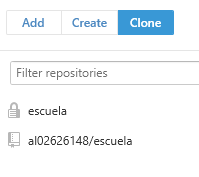 Add Create Clone
Filter repositories
escuela
al02626148/escuela